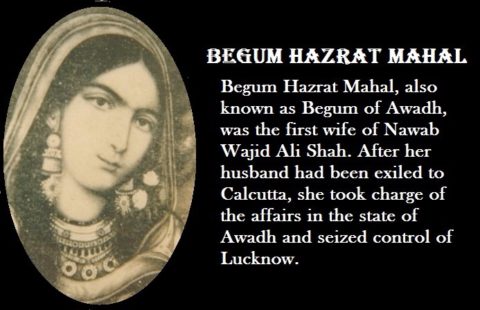 BEGUM HAZRAT MAHAL
Begum Hazrat Mahal, also
known as Begum of Awadh,
was the first wife of Nawab
Wajid Ali Shah. After her
husband had been exiled to
Calcutta, she took charge of
the affairs in the state of
Awadh and seized control of
Lucknow.